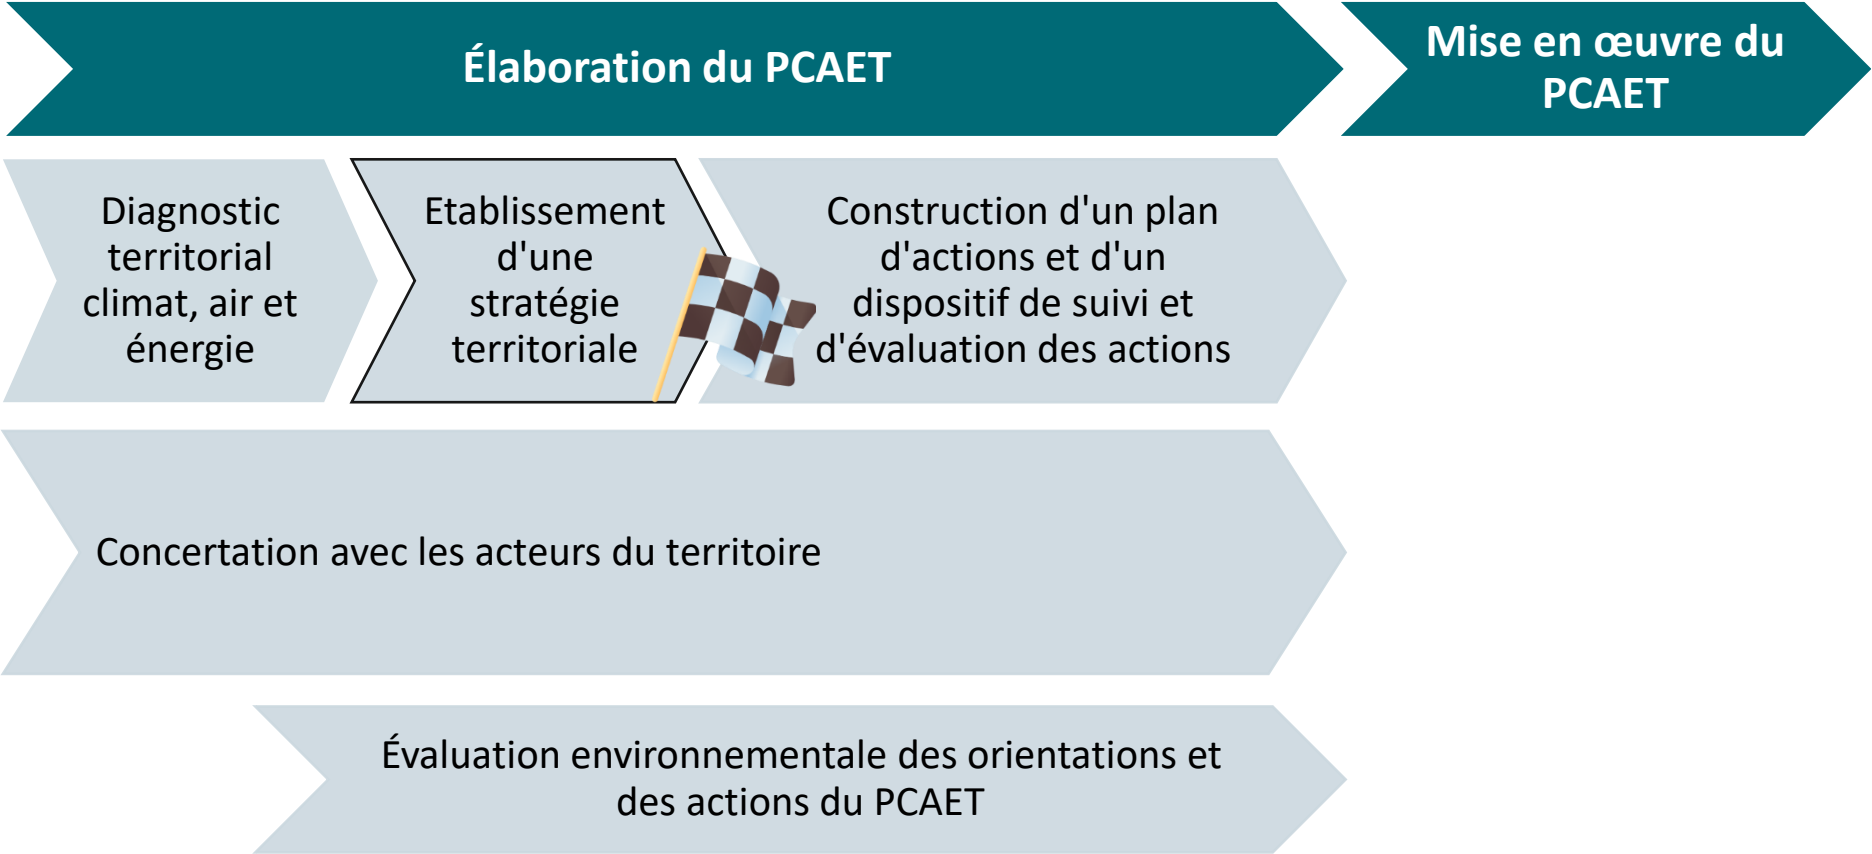 Élaboration du PCAET
Mise en œuvre du
PCAET
Diagnostic
territorial
climat, air et
énergie
Etablissement
d'une
stratégie
territoriale
Construction d'un plan
d'actions et d'un
dispositif de suivi et
d'évaluation des actions
Concertation avec les acteurs du territoire
Évaluation environnementale des orientations et
des actions du PCAET